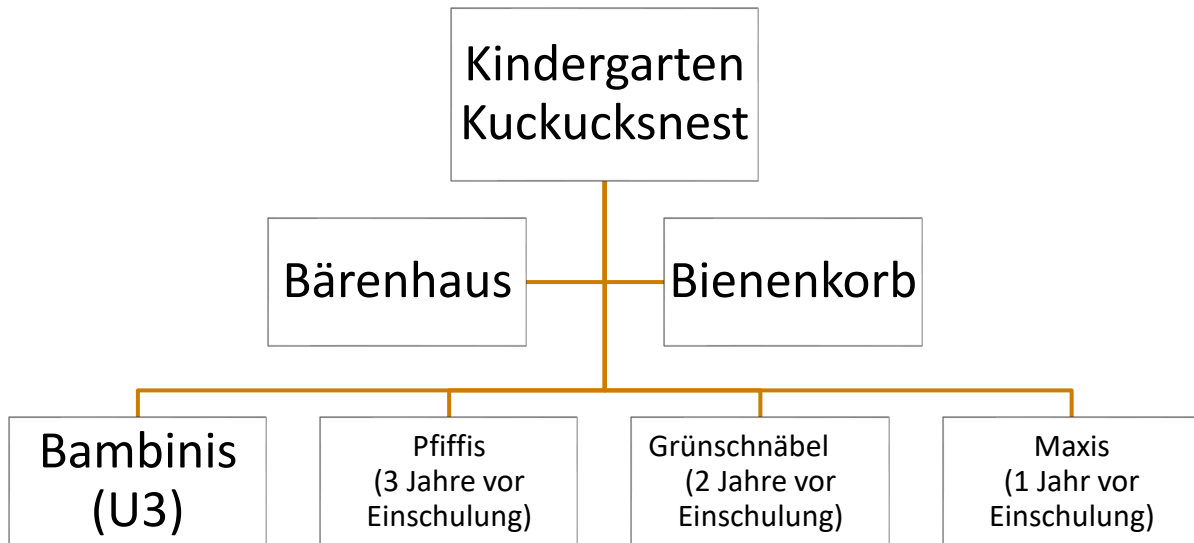 Kindergarten
Kuckucksnest
Bärenhaus
Bienenkorb
Bambinis
(U3)
Pfiffis
(3 Jahre vor
Einschulung)
Grünschnäbel
(2 Jahre vor
Einschulung)
Maxis
(1 Jahr vor
Einschulung)